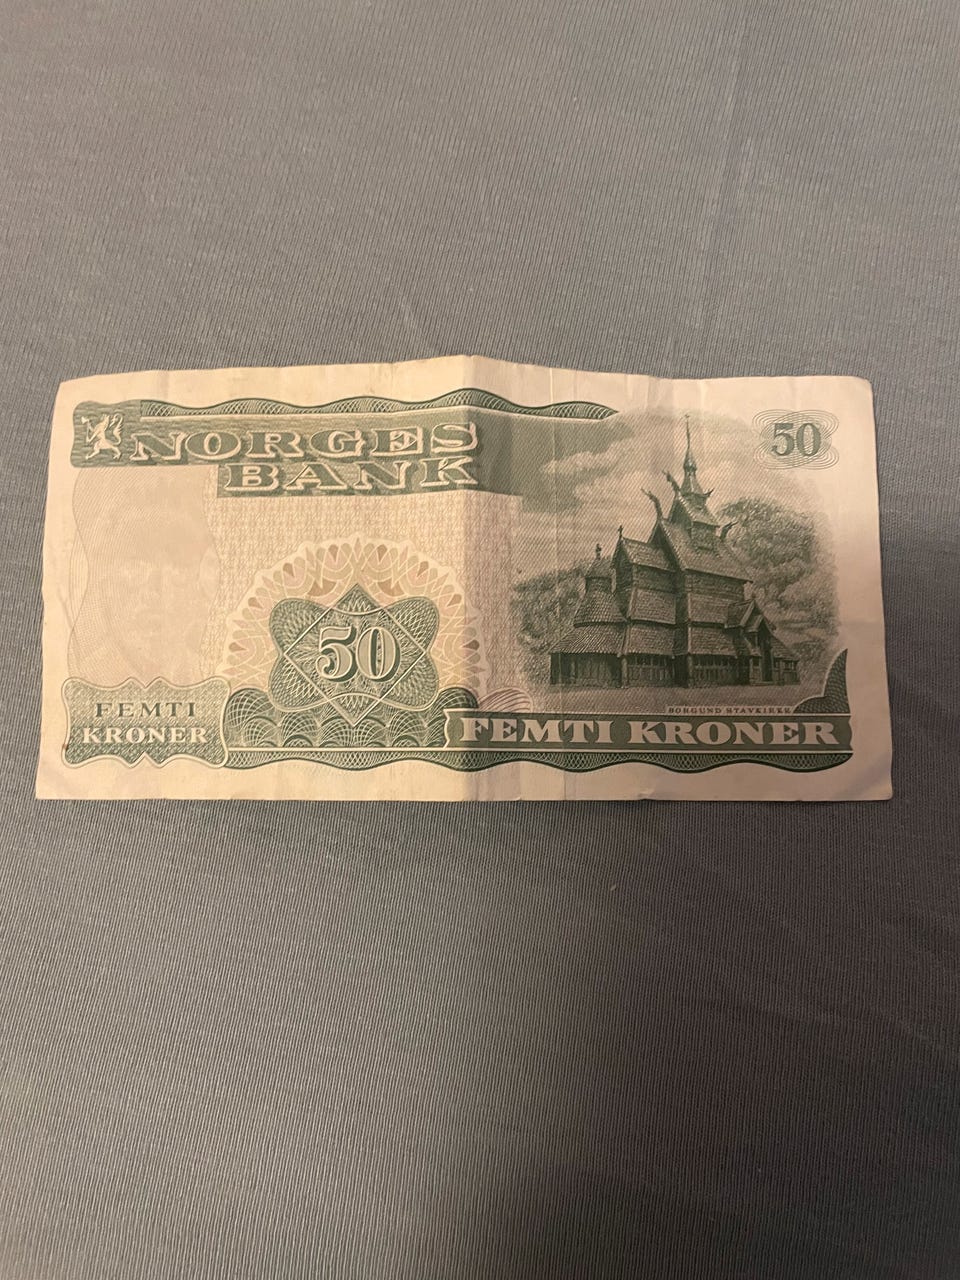 NORGES
BANK
50
50
BORGUND STAVKIRKE
FEMTI
KRONER
FEMTI KRONER